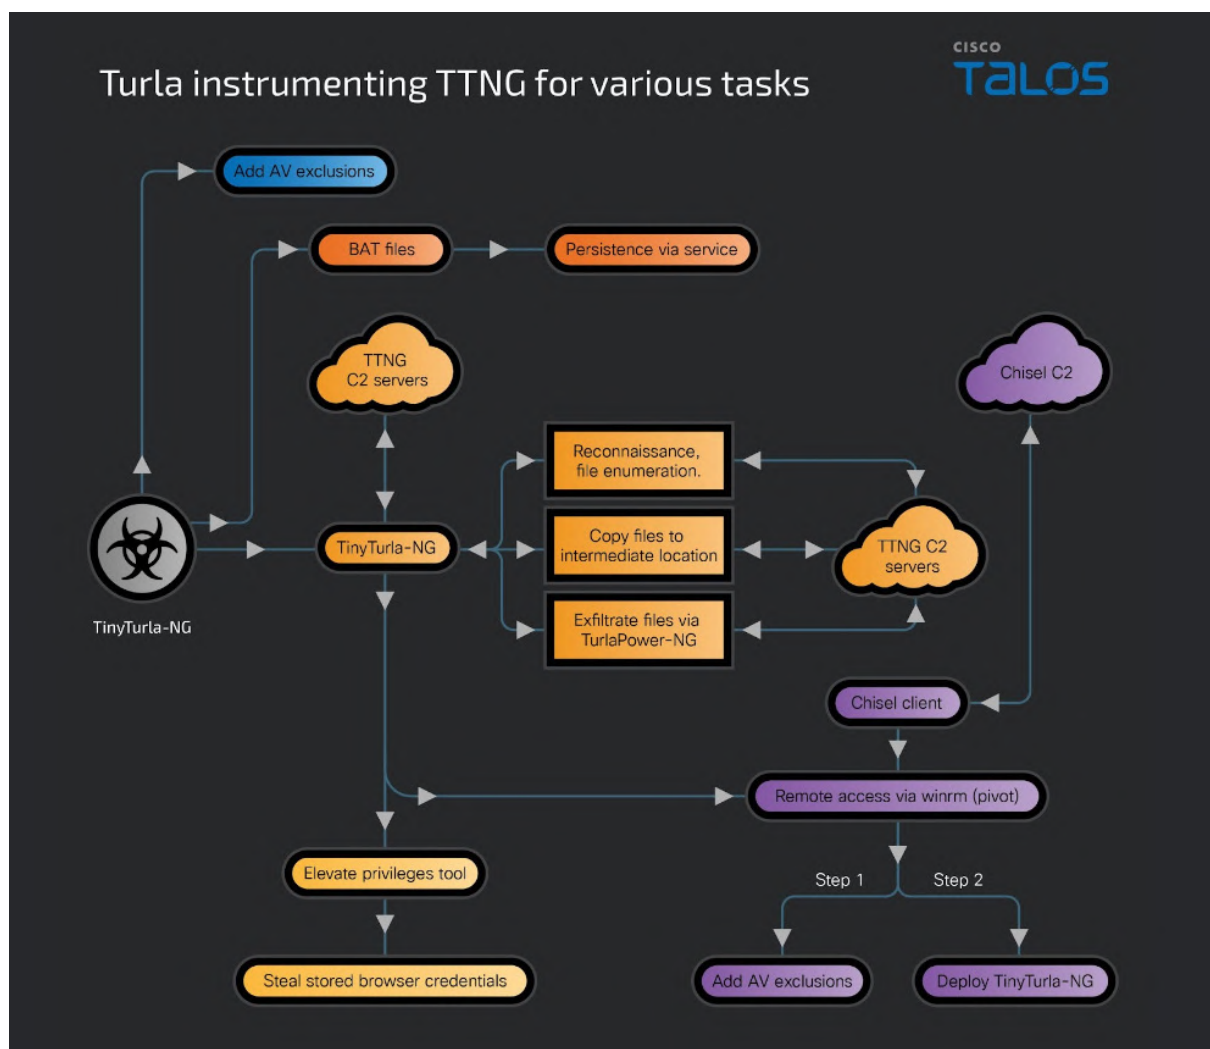 CISCO
TALOS
Turla instrumenting TTNG for various tasks
Add AV exclusions
BAT files
Persistence via service
TTNG
C2 servers
Chisel C2
Reconnaissance,
file enumeration.
TinyTurla-NG
Copy files to
intermediate location
TTNG C2
servers
TinyTurla-NG
Exfiltrate files via
TurlaPower-NG
Chisel client
Remote access via winrm (pivot)
Elevate privileges tool
Step 1
Step 2
Steal stored browser credentials
Add AV exclusions
Deploy TinyTurla-NG